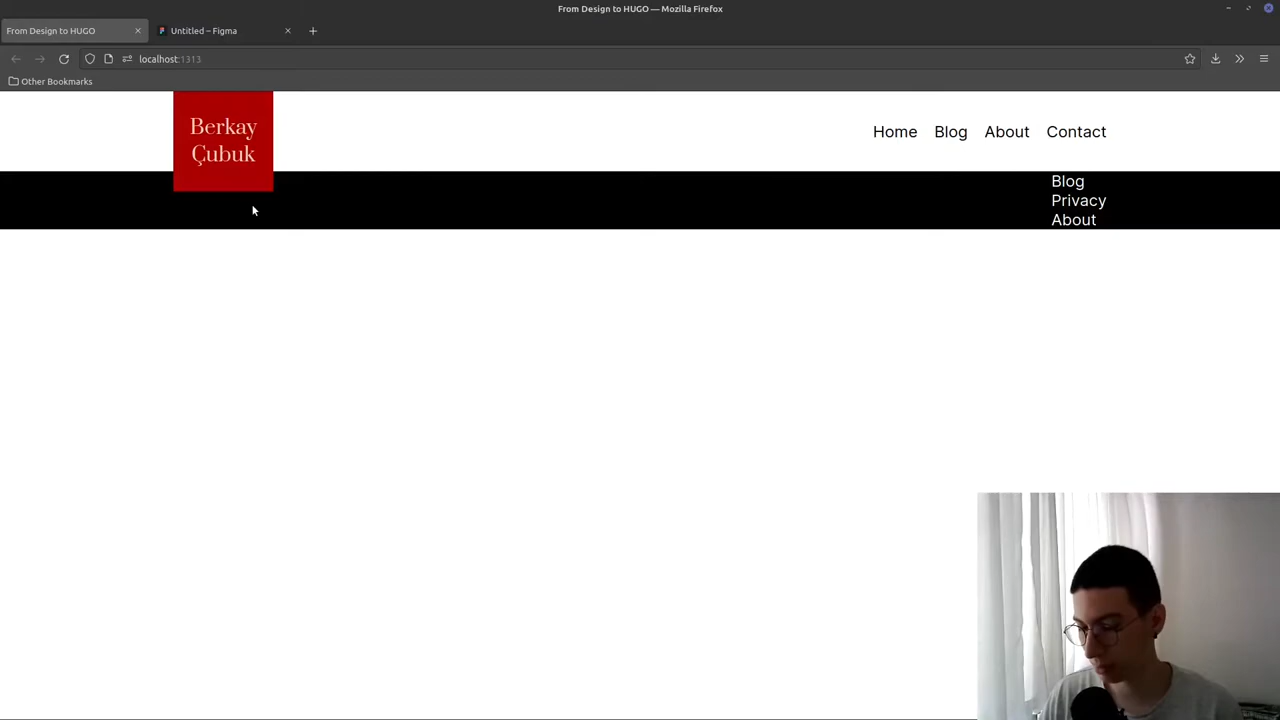 From Design to HUGO — Mozilla Firefox
From Design to HUGO
Untitled – Figma
localhost:1313
Other Bookmarks
Berkay
Çubuk
Home Blog About Contact
Blog
Privacy
About